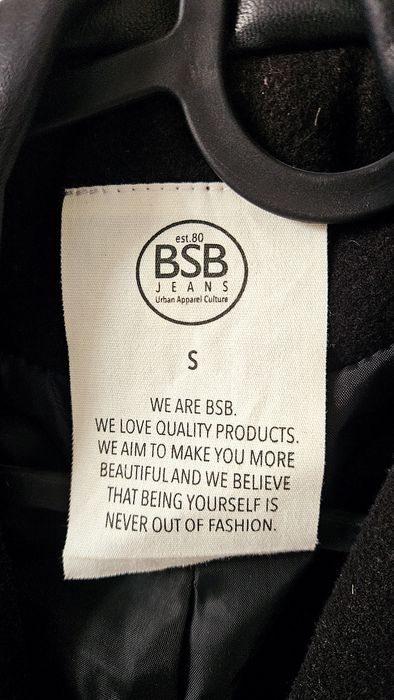 est.80
BSB
JEANS
Urban Apparel Culture
S
WE ARE BSB.
WE LOVE QUALITY PRODUCTS.
WE AIM TO MAKE YOU MORE
BEAUTIFUL AND WE BELIEVE
THAT BEING YOURSELF IS
NEVER OUT OF FASHION.